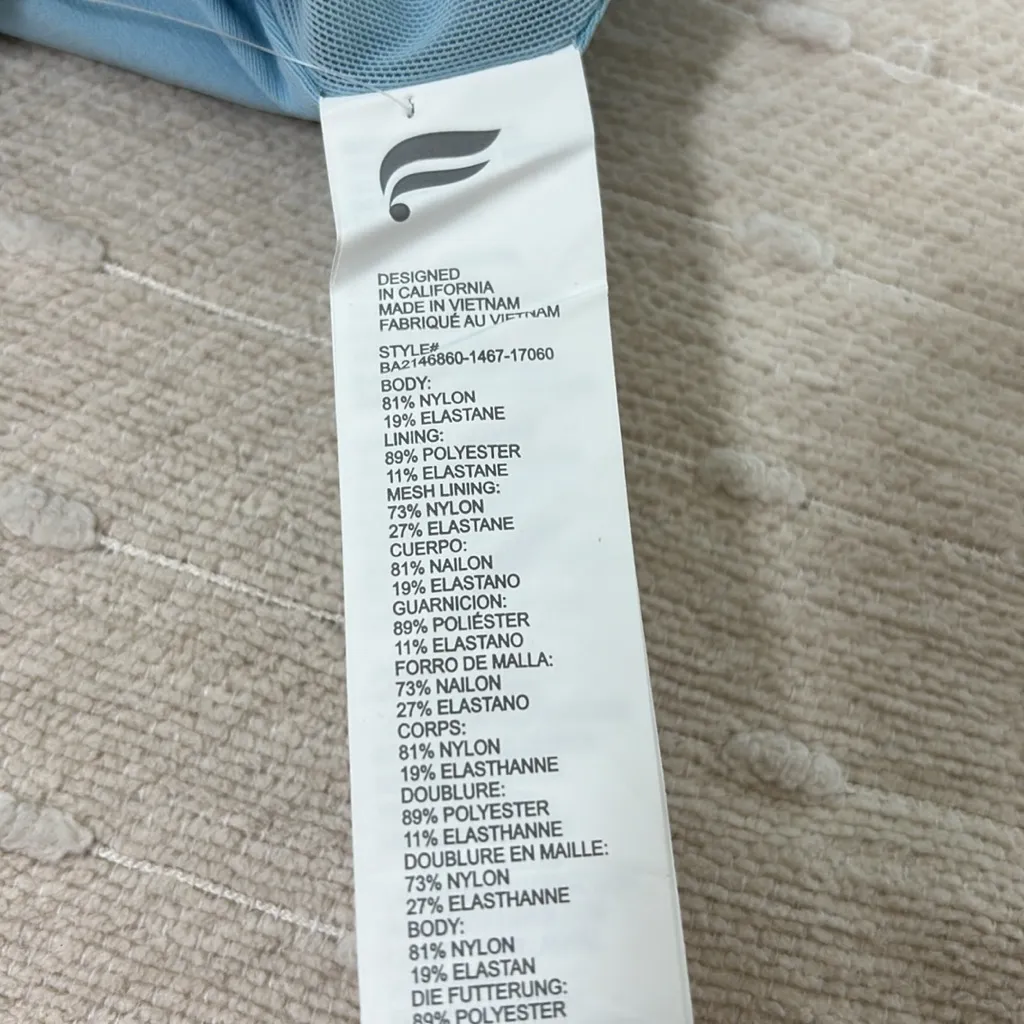 DESIGNED
IN CALIFORNIA
MADE IN VIETNAM
FABRIQUÉ AU VIETNAM
STYLE#
BA2146860-1467-17060
BODY:
81% NYLON
19% ELASTANE
LINING:
89% POLYESTER
11% ELASTANE
MESH LINING:
73% NYLON
27% ELASTANE
CUERPO:
81% NAILON
19% ELASTANO
GUARNICION:
89% POLIÉSTER
11% ELASTANO
FORRO DE MALLA:
73% NAILON
27% ELASTANO
CORPS:
81% NYLON
19% ELASTHANNE
DOUBLURE:
89% POLYESTER
11% ELASTHANNE
DOUBLURE EN MAILLE:
73% NYLON
27% ELASTHANNE
BODY:
81% NYLON
19% ELASTAN
DIE FUTTERUNG:
89% POLYESTER